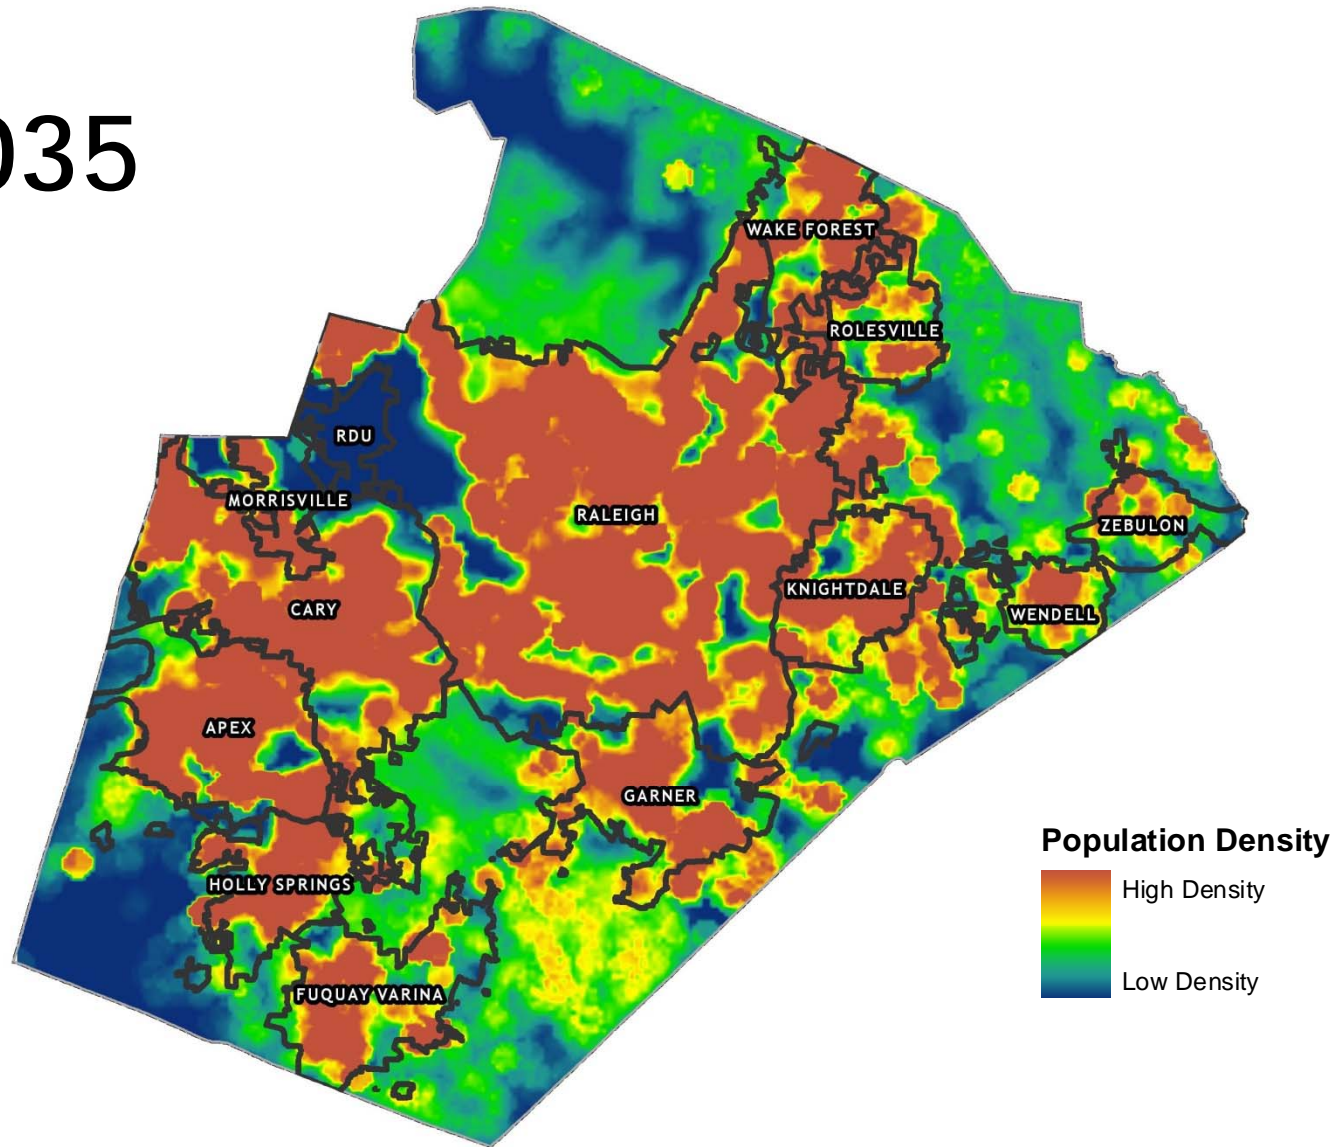 035
WAKE FOREST
ROLESVILLE
RDU
MORRISVILLE
RALEIGH
ZEBULON
KNIGHTDALE
CARY
WENDELL
APEX
GARNER
HOLLY SPRINGS
FUQUAY VARINA
Population Density
High Density
Low Density